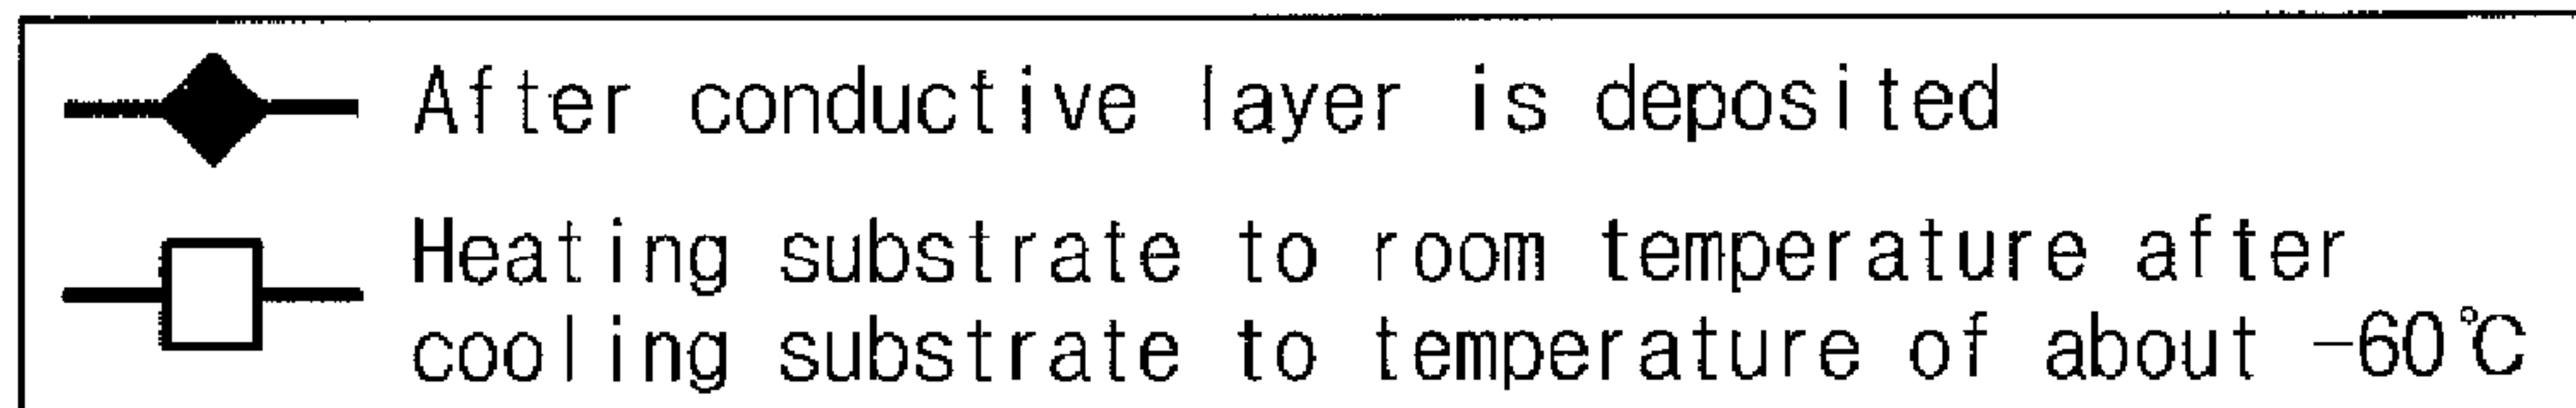 After conductive layer is deposited
Heating substrate to room temperature after
cooling substrate to temperature of about -60℃